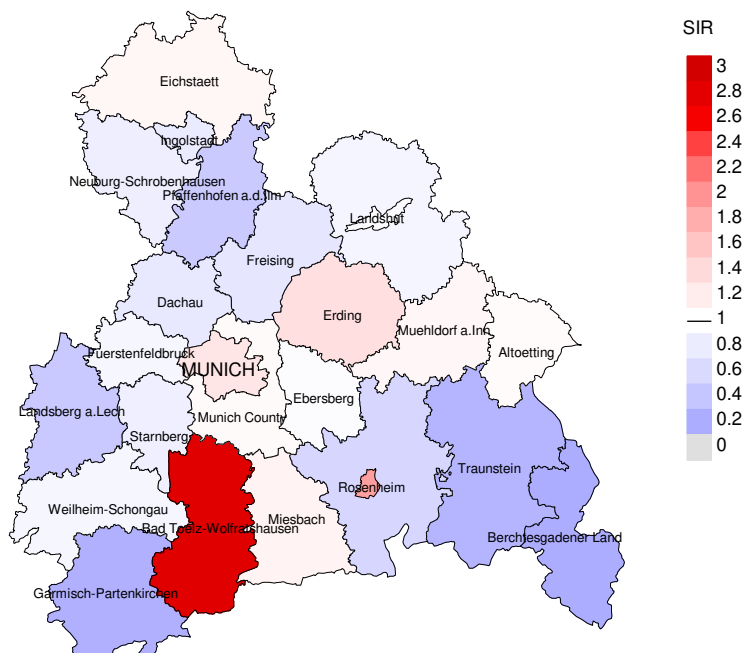 SIR
3
2.8
2.6
2.4
2.2
2
1.8
1.6
1.4
1.2
1
0.8
0.6
0.4
0.2
0
Eichstaett
Ingolstadt
Neuburg-Schrobenhausen
Pfaffenhofen a.d.Ilm
Landshut
Freising
Dachau
Erding
Muehldorf a.Inn
Altoetting
Fuerstenfeldbruck
MUNICH
Ebersberg
Landsberg a.Lech
Munich County
Starnberg
Traunstein
Rosenheim
Weilheim-Schongau
Miesbach
Bad Toelz-Wolfratshausen
Berchtesgadener Land
Garmisch-Partenkirchen